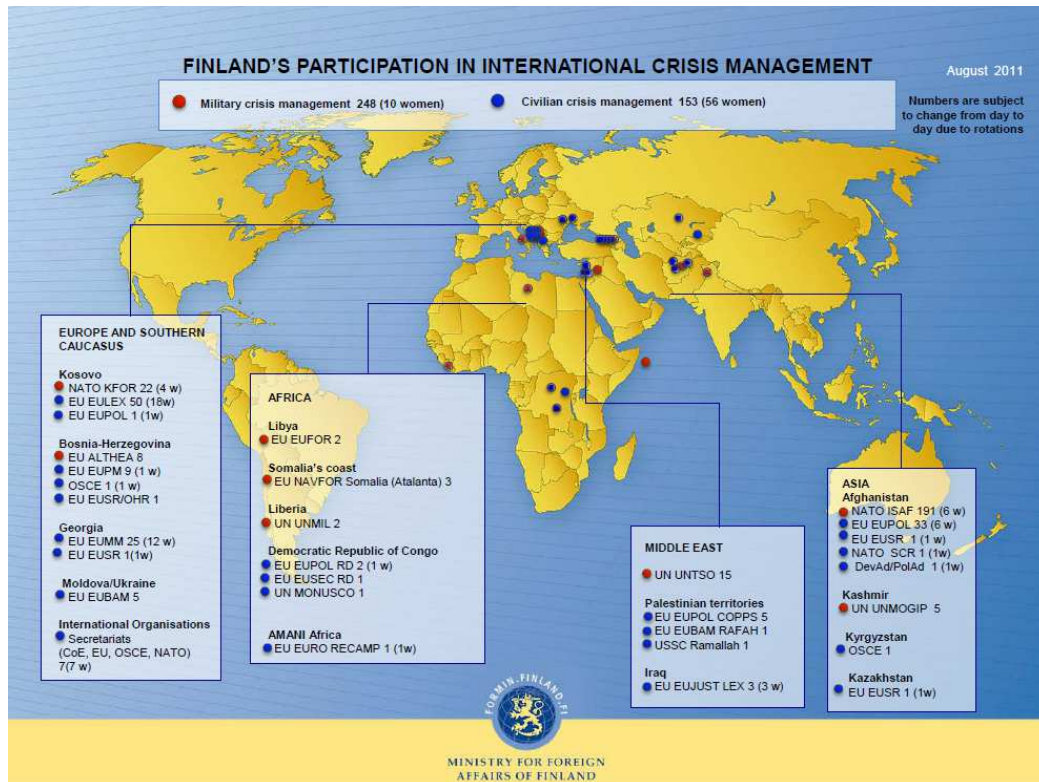 FINLAND'S PARTICIPATION IN INTERNATIONAL CRISIS MANAGEMENT
August 2011
Military crisis management 248 (10 women)
Civilian crisis management 153 (56 women)
Numbers are subject
to change from day to
day due to rotations
EUROPE AND SOUTHERN
CAUCASUS
Kosovo
NATO KFOR 22 (4 w)
EU EULEX 50 (18w)
EU EUPOL 1 (1w)
Bosnia-Herzegovina
EU ALTHEA 8
EU EUPM 9 (1 w)
OSCE 1 (1 w)
EU EUSR/OHR 1
Georgia
EU EUMM 25 (12 w)
EU EUSR 1(1w)
Moldova/Ukraine
EU EUBAM 5
International Organisations
Secretariats
(CoE, EU, OSCE, NATO)
7(7 w)
AFRICA
Libya
EU EUFOR 2
Somalia's coast
EU NAVFOR Somalia (Atalanta) 3
Liberia
UN UNMIL 2
Democratic Republic of Congo
EU EUPOL RD 2 (1 w)
EU EUSEC RD 1
UN MONUSCO 1
AMANI Africa
EU EURO RECAMP 1 (1w)
MIDDLE EAST
UN UNTSO 15
Palestinian territories
EU EUPOL COPPS 5
EU EUBAM RAFAH 1
USSC Ramallah 1
Iraq
EU EUJUST LEX 3 (3 w)
ASIA
Afghanistan
NATO ISAF 191 (6 w)
EU EUPOL 33 (6 w)
EU EUSR 1 (1 w)
NATO SCR 1 (1w)
DevAd/PolAd 1 (1w)
Kashmir
UN UNMOGIP 5
Kyrgyzstan
OSCE 1
Kazakhstan
EU EUSR 1 (1w)
FORMIN.FINLAND.FI
MINISTRY FOR FOREIGN
AFFAIRS OF FINLAND